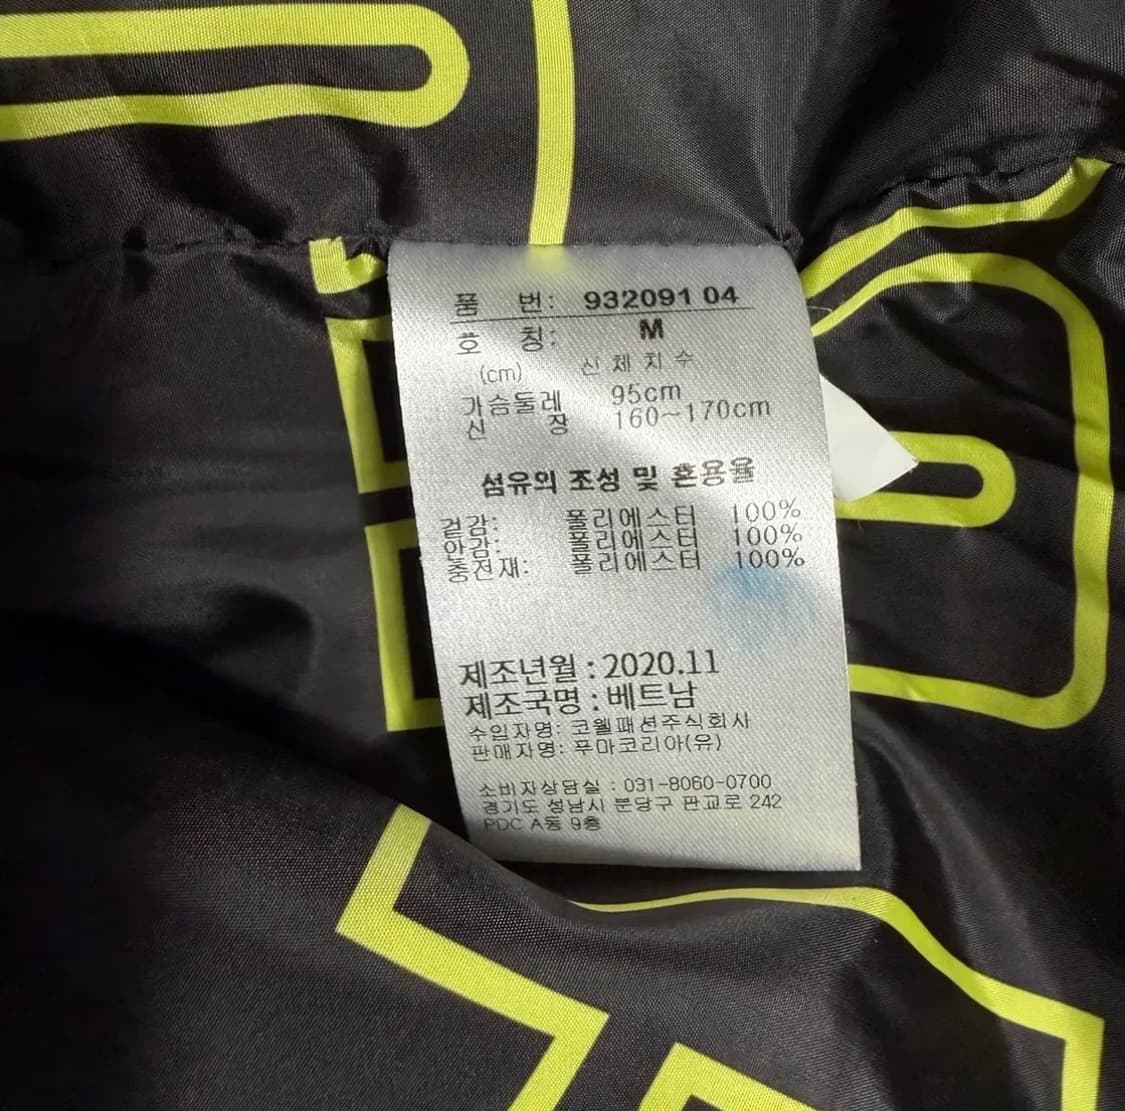 품 번: 932091 04
호 칭: M
(cm) 신체치수
가슴둘레 95cm
신 장 160~170cm
섬유의 조성 및 혼용율
겉감: 폴리에스터 100%
안감: 폴리에스터 100%
충전재: 폴리에스터 100%
제조년월 : 2020.11
제조국명 : 베트남
수입자명: 코웰패션주식회사
판매자명: 푸마코리아(유)
소비자상담실 : 031-8060-0700
경기도 성남시 분당구 판교로 242
PDC A동 9층